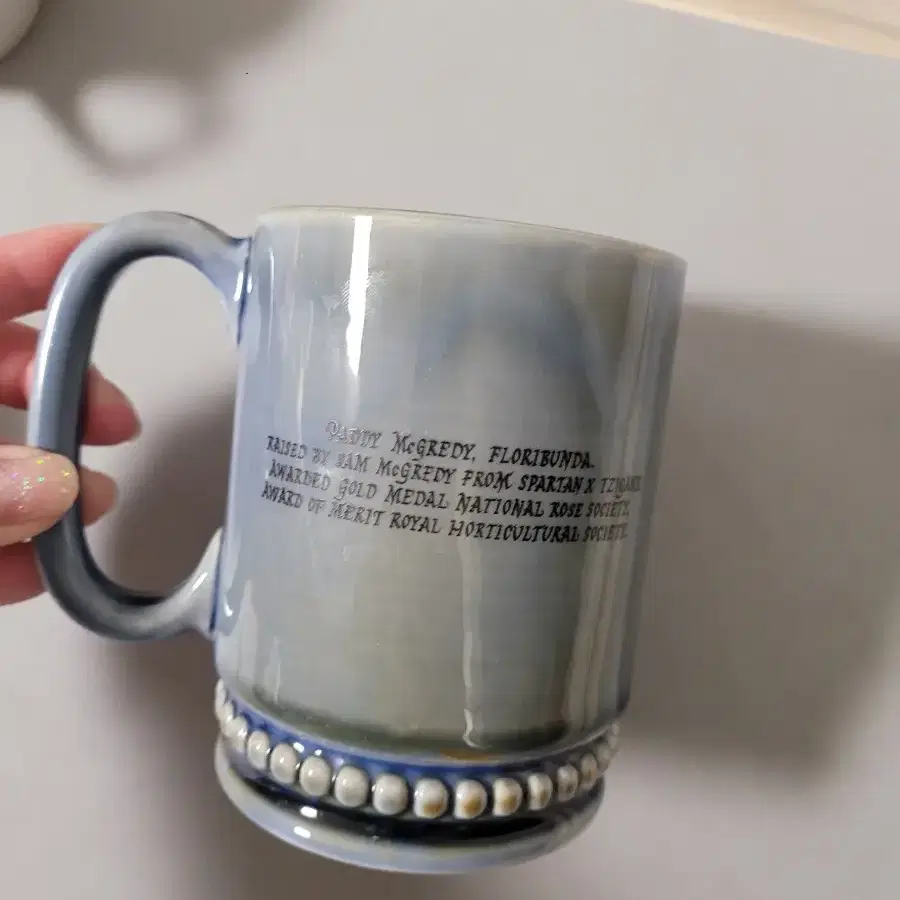 PADDY McGREDY, FLORIBUNDA.
RAISED BY SAM McGREDY FROM SPARTAN X TZIGANE.
AWARDED GOLD MEDAL NATIONAL ROSE SOCIETY.
AWARD OF MERIT ROYAL HORTICULTURAL SOCIETY.